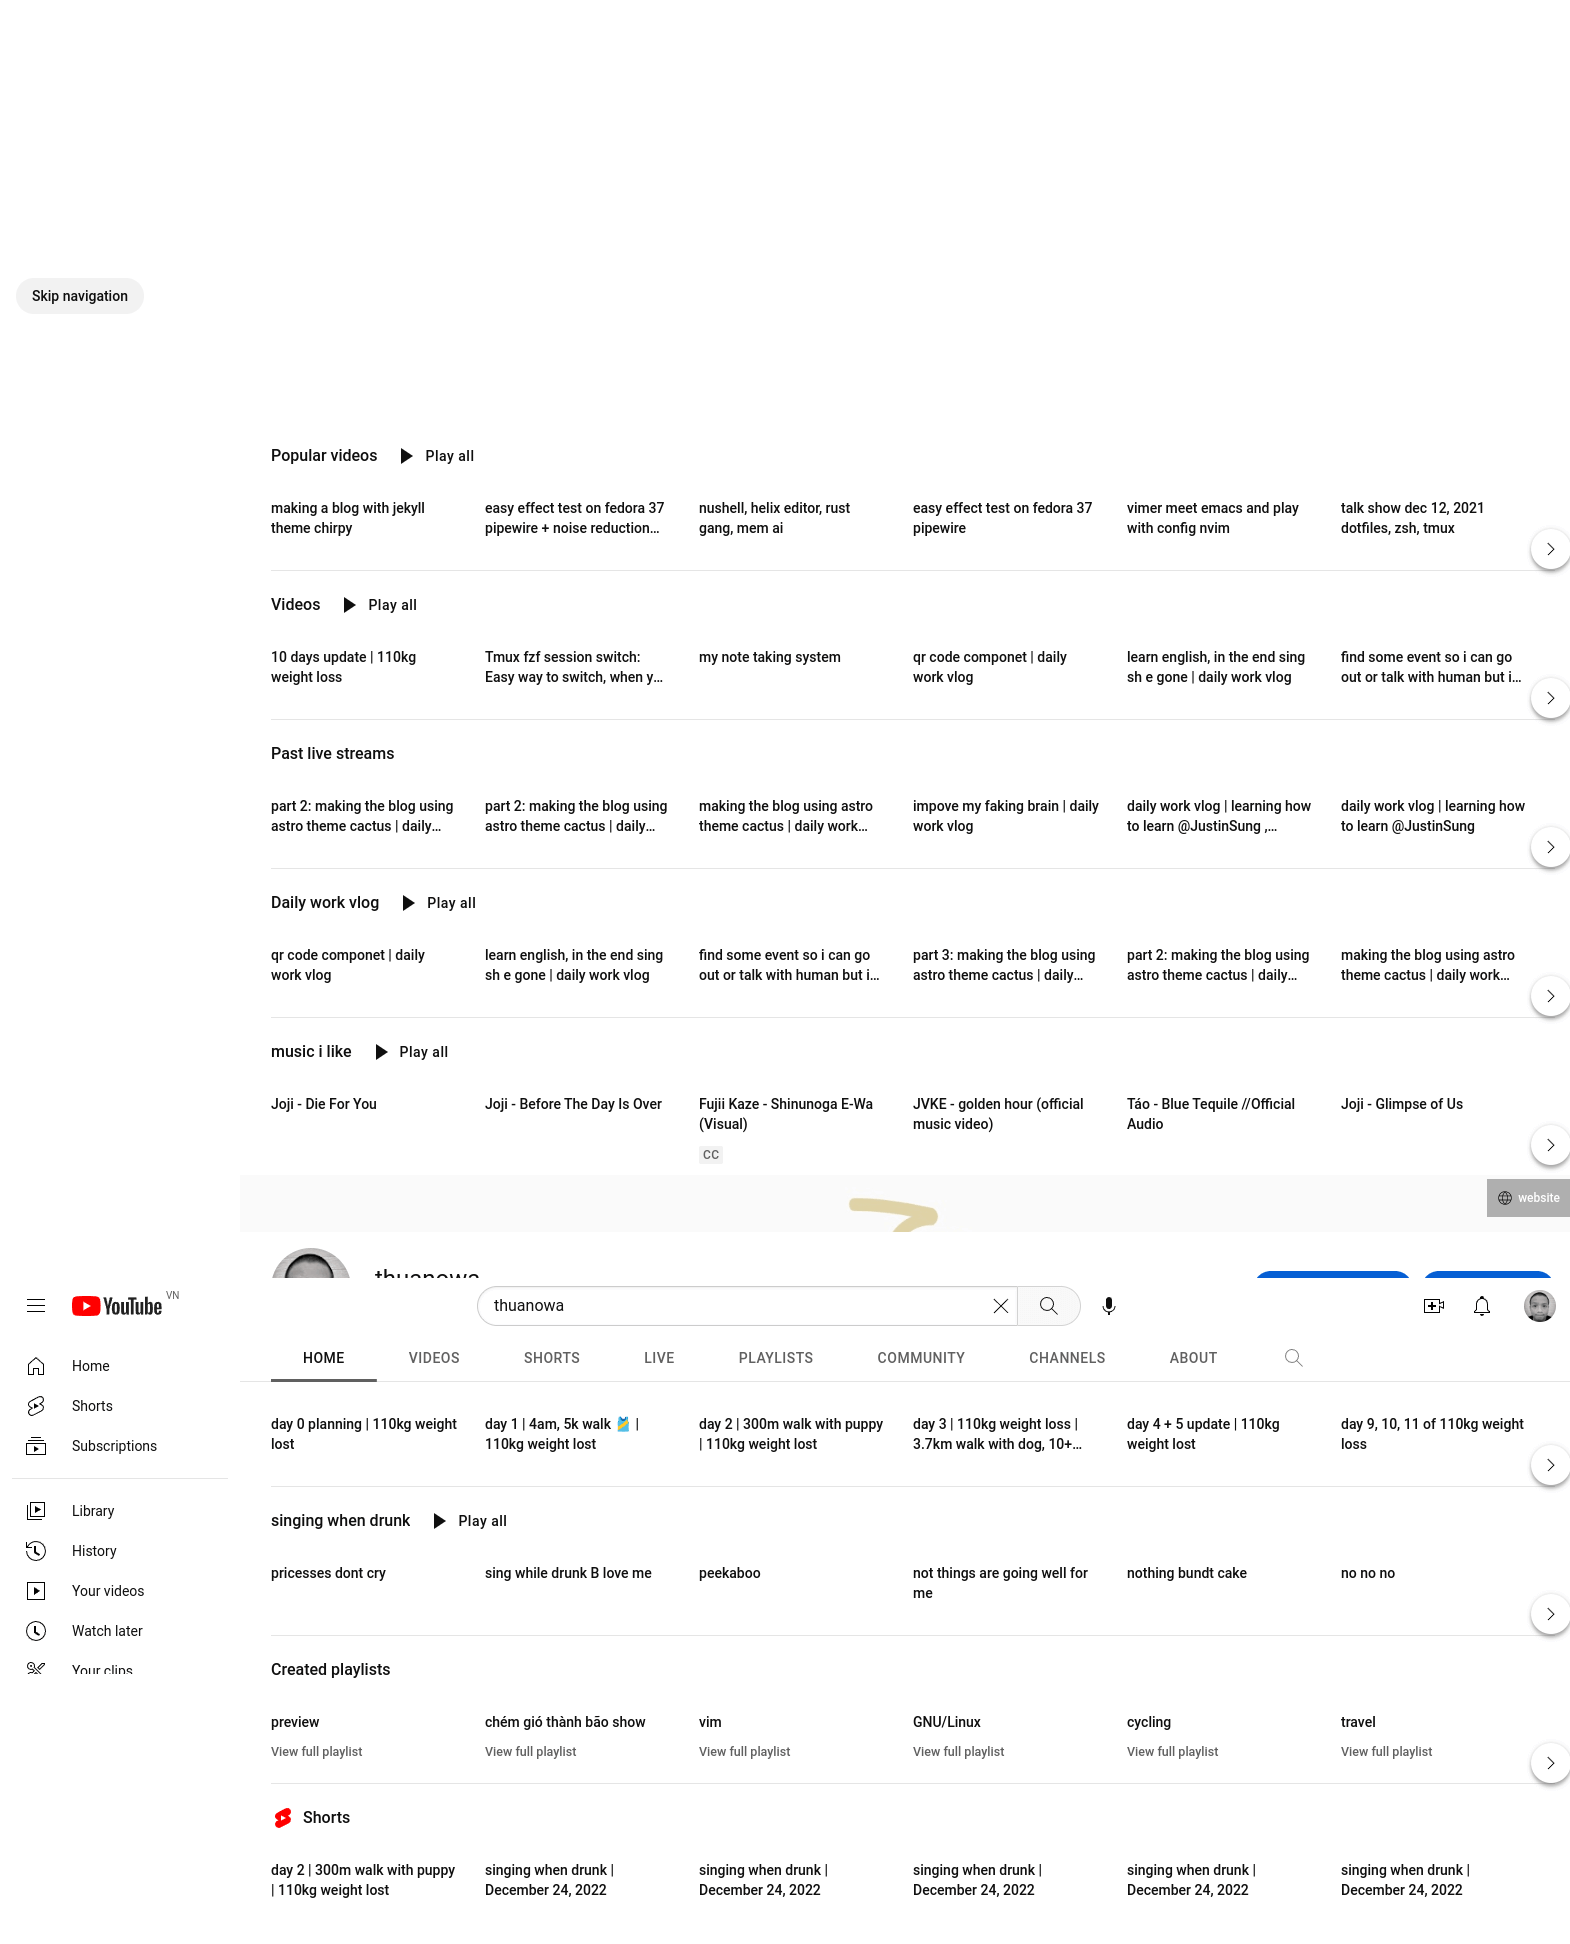 Skip navigation
Popular videos Play all
making a blog with jekyll
theme chirpy
easy effect test on fedora 37
pipewire + noise reduction...
nushell, helix editor, rust
gang, mem ai
easy effect test on fedora 37
pipewire
vimer meet emacs and play
with config nvim
talk show dec 12, 2021
dotfiles, zsh, tmux
Videos Play all
10 days update | 110kg
weight loss
Tmux fzf session switch:
Easy way to switch, when y...
my note taking system
qr code componet | daily
work vlog
learn english, in the end sing
sh e gone | daily work vlog
find some event so i can go
out or talk with human but i...
Past live streams
part 2: making the blog using
astro theme cactus | daily...
part 2: making the blog using
astro theme cactus | daily...
making the blog using astro
theme cactus | daily work...
impove my faking brain | daily
work vlog
daily work vlog | learning how
to learn @JustinSung ,...
daily work vlog | learning how
to learn @JustinSung
Daily work vlog Play all
qr code componet | daily
work vlog
learn english, in the end sing
sh e gone | daily work vlog
find some event so i can go
out or talk with human but i...
part 3: making the blog using
astro theme cactus | daily...
part 2: making the blog using
astro theme cactus | daily...
making the blog using astro
theme cactus | daily work...
music i like Play all
Joji - Die For You
Joji - Before The Day Is Over
Fujii Kaze - Shinunoga E-Wa
(Visual)
CC
JVKE - golden hour (official
music video)
Táo - Blue Tequile //Official
Audio
Joji - Glimpse of Us
website
thuanowa
YouTube VN
thuanowa
HOME VIDEOS SHORTS LIVE PLAYLISTS COMMUNITY CHANNELS ABOUT
Home
Shorts
Subscriptions
Library
History
Your videos
Watch later
Your clips
day 0 planning | 110kg weight
lost
day 1 | 4am, 5k walk 🎽 |
110kg weight lost
day 2 | 300m walk with puppy
| 110kg weight lost
day 3 | 110kg weight loss |
3.7km walk with dog, 10+...
day 4 + 5 update | 110kg
weight lost
day 9, 10, 11 of 110kg weight
loss
singing when drunk Play all
pricesses dont cry
sing while drunk B love me
peekaboo
not things are going well for
me
nothing bundt cake
no no no
Created playlists
preview
View full playlist
chém gió thành bão show
View full playlist
vim
View full playlist
GNU/Linux
View full playlist
cycling
View full playlist
travel
View full playlist
Shorts
day 2 | 300m walk with puppy
| 110kg weight lost
singing when drunk |
December 24, 2022
singing when drunk |
December 24, 2022
singing when drunk |
December 24, 2022
singing when drunk |
December 24, 2022
singing when drunk |
December 24, 2022